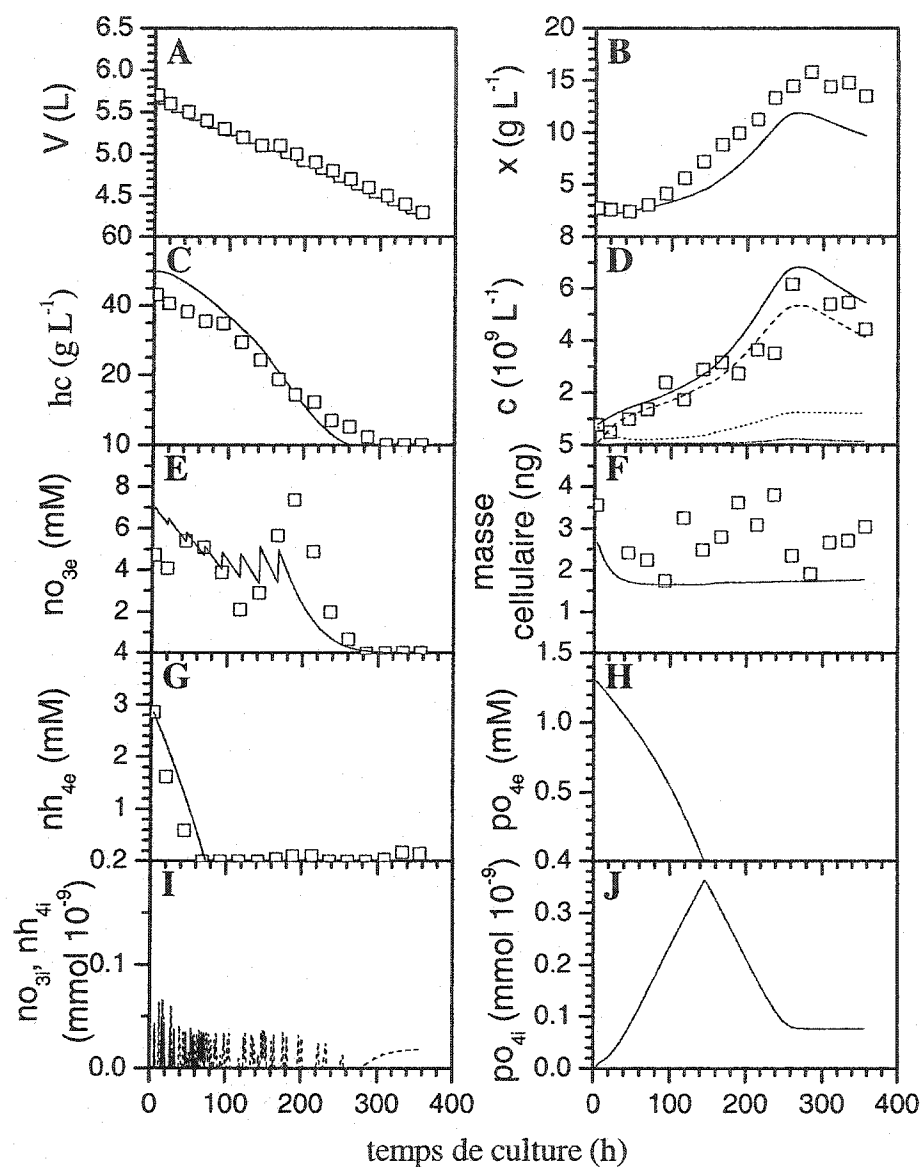 A
V (L)
6.5
6.0
5.5
5.0
4.5
60
B
x (g L⁻¹)
20
15
10
5
8
C
hc (g L⁻¹)
40
20
10
D
c (10⁹ L⁻¹)
6
4
2
5
E
no₃ₑ (mM)
8
6
4
2
4
F
masse
cellulaire (ng)
4
3
2
1
1.5
G
nh₄ₑ (mM)
3
2
1
0.2
H
po₄ₑ (mM)
1.0
0.5
0.4
I
no₃ᵢ, nh₄ᵢ
(mmol 10⁻⁹)
0.1
0.0
0 100 200 300 400
J
po₄ᵢ (mmol 10⁻⁹)
0.3
0.2
0.1
0.0
0 100 200 300 400
temps de culture (h)